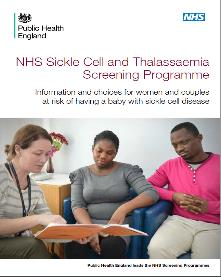 NHS
Public Health
England
NHS Sickle Cell and Thalassaemia
Screening Programme
Information and choices for women and couples
at risk of having a baby with sickle cell disease
Public Health England leads the NHS Screening Programmes